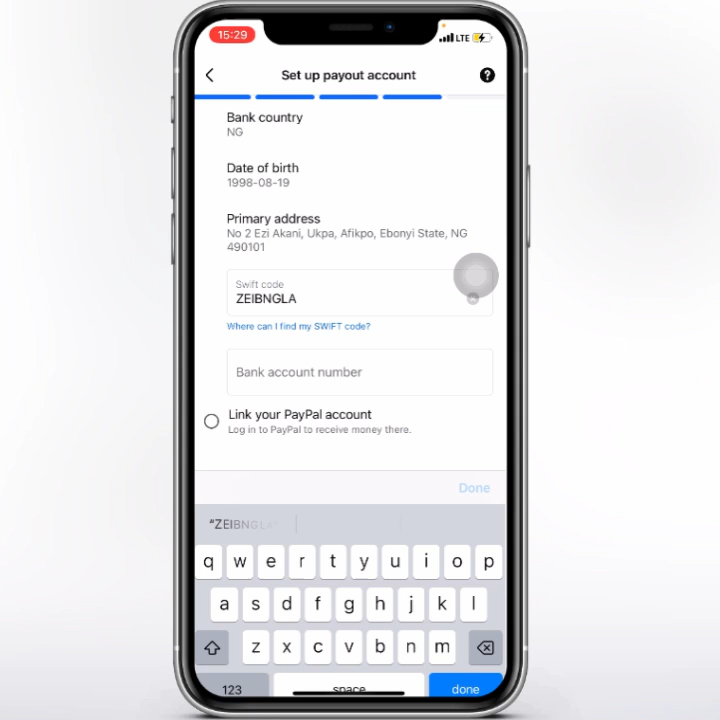 15:29
LTE
Set up payout account
?
Bank country
NG
Date of birth
1998-08-19
Primary address
No 2 Ezi Akani, Ukpa, Afikpo, Ebonyi State, NG
490101
Swift code
ZEIBNGLA
Where can I find my SWIFT code?
Bank account number
Link your PayPal account
Log in to PayPal to receive money there.
Done
"ZEIBNGLA"
q w e r t y u i o p
a s d f g h j k l
z x c v b n m
123 space done